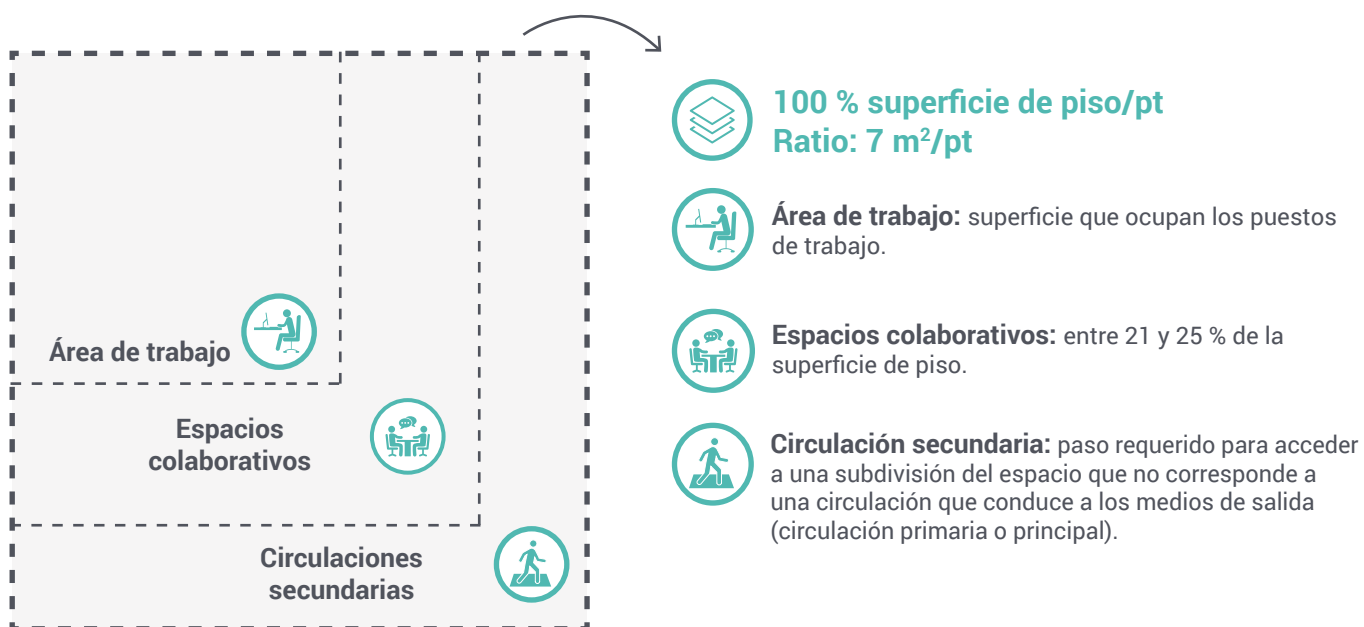 Área de trabajo
Espacios
colaborativos
Circulaciones
secundarias
100 % superficie de piso/pt
Ratio: 7 m²/pt
Área de trabajo: superficie que ocupan los puestos
de trabajo.
Espacios colaborativos: entre 21 y 25 % de la
superficie de piso.
Circulación secundaria: paso requerido para acceder
a una subdivisión del espacio que no corresponde a
una circulación que conduce a los medios de salida
(circulación primaria o principal).